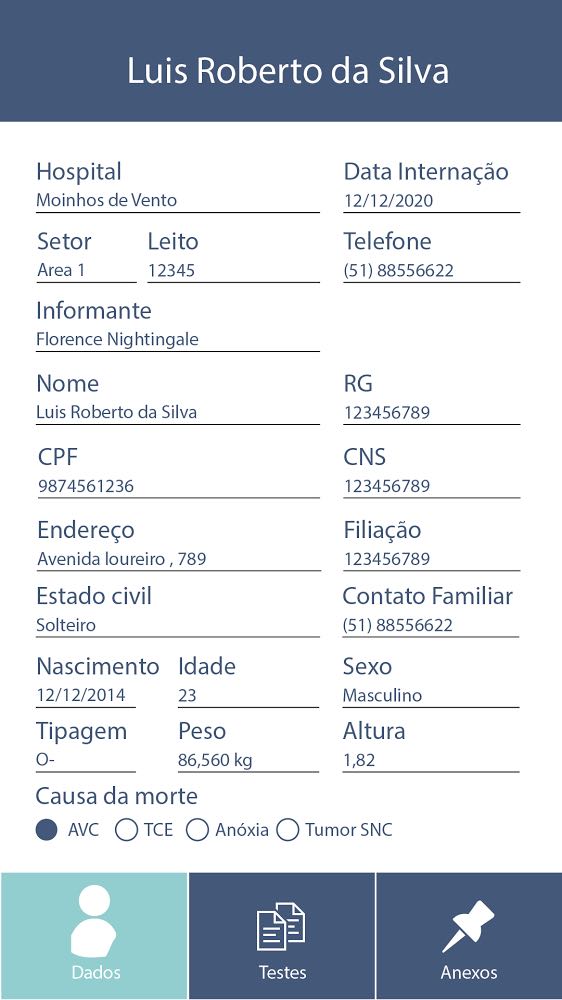 Luis Roberto da Silva
Hospital Data Internação
Moinhos de Vento 12/12/2020
Setor Leito Telefone
Area 1 12345 (51) 88556622
Informante
Florence Nightingale
Nome RG
Luis Roberto da Silva 123456789
CPF CNS
9874561236 123456789
Endereço Filiação
Avenida loureiro , 789 123456789
Estado civil Contato Familiar
Solteiro (51) 88556622
Nascimento Idade Sexo
12/12/2014 23 Masculino
Tipagem Peso Altura
O- 86,560 kg 1,82
Causa da morte
AVC TCE Anóxia Tumor SNC
Dados Testes Anexos